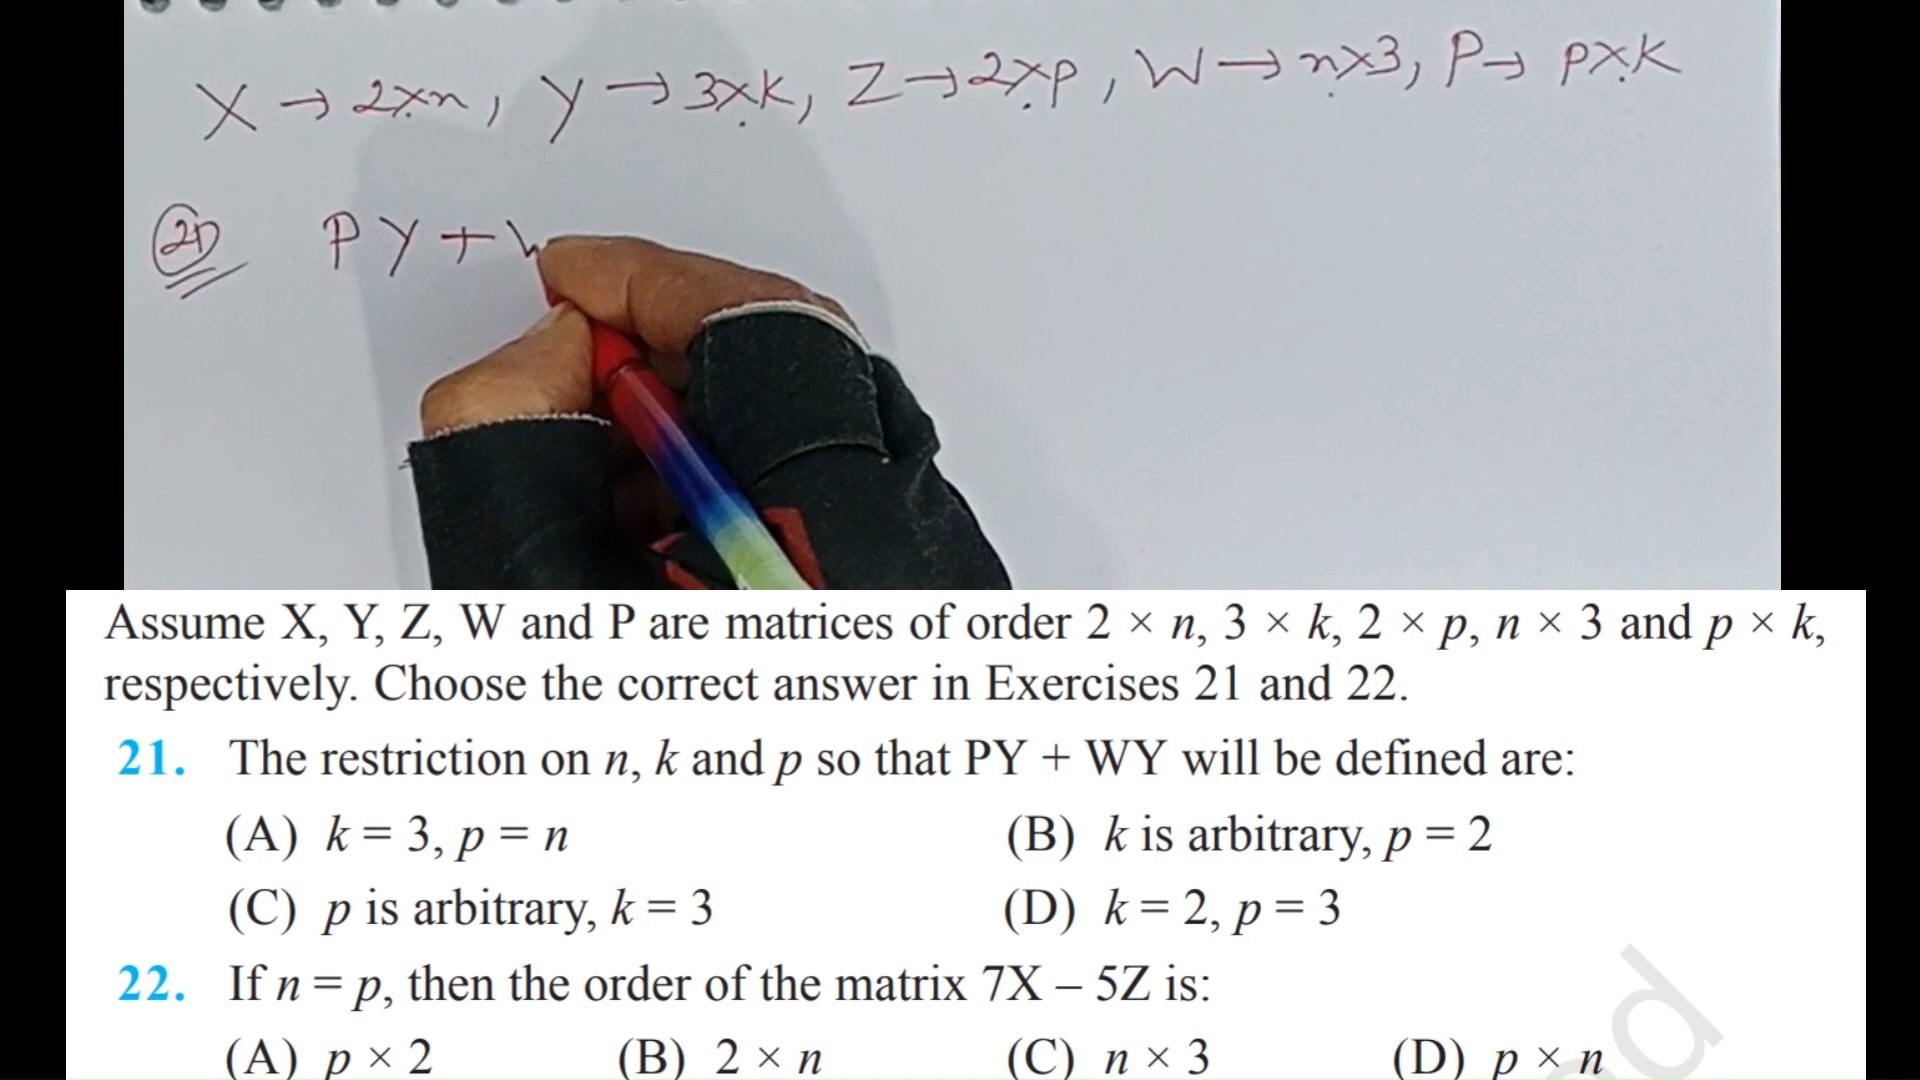 X → 2×n, Y → 3×k, Z → 2×p, W → n×3, P → p×k
21 PY +
Assume X, Y, Z, W and P are matrices of order 2 × n, 3 × k, 2 × p, n × 3 and p × k,
respectively. Choose the correct answer in Exercises 21 and 22.
21. The restriction on n, k and p so that PY + WY will be defined are:
(A) k = 3, p = n (B) k is arbitrary, p = 2
(C) p is arbitrary, k = 3 (D) k = 2, p = 3
22. If n = p, then the order of the matrix 7X – 5Z is:
(A) p × 2 (B) 2 × n (C) n × 3 (D) p × n